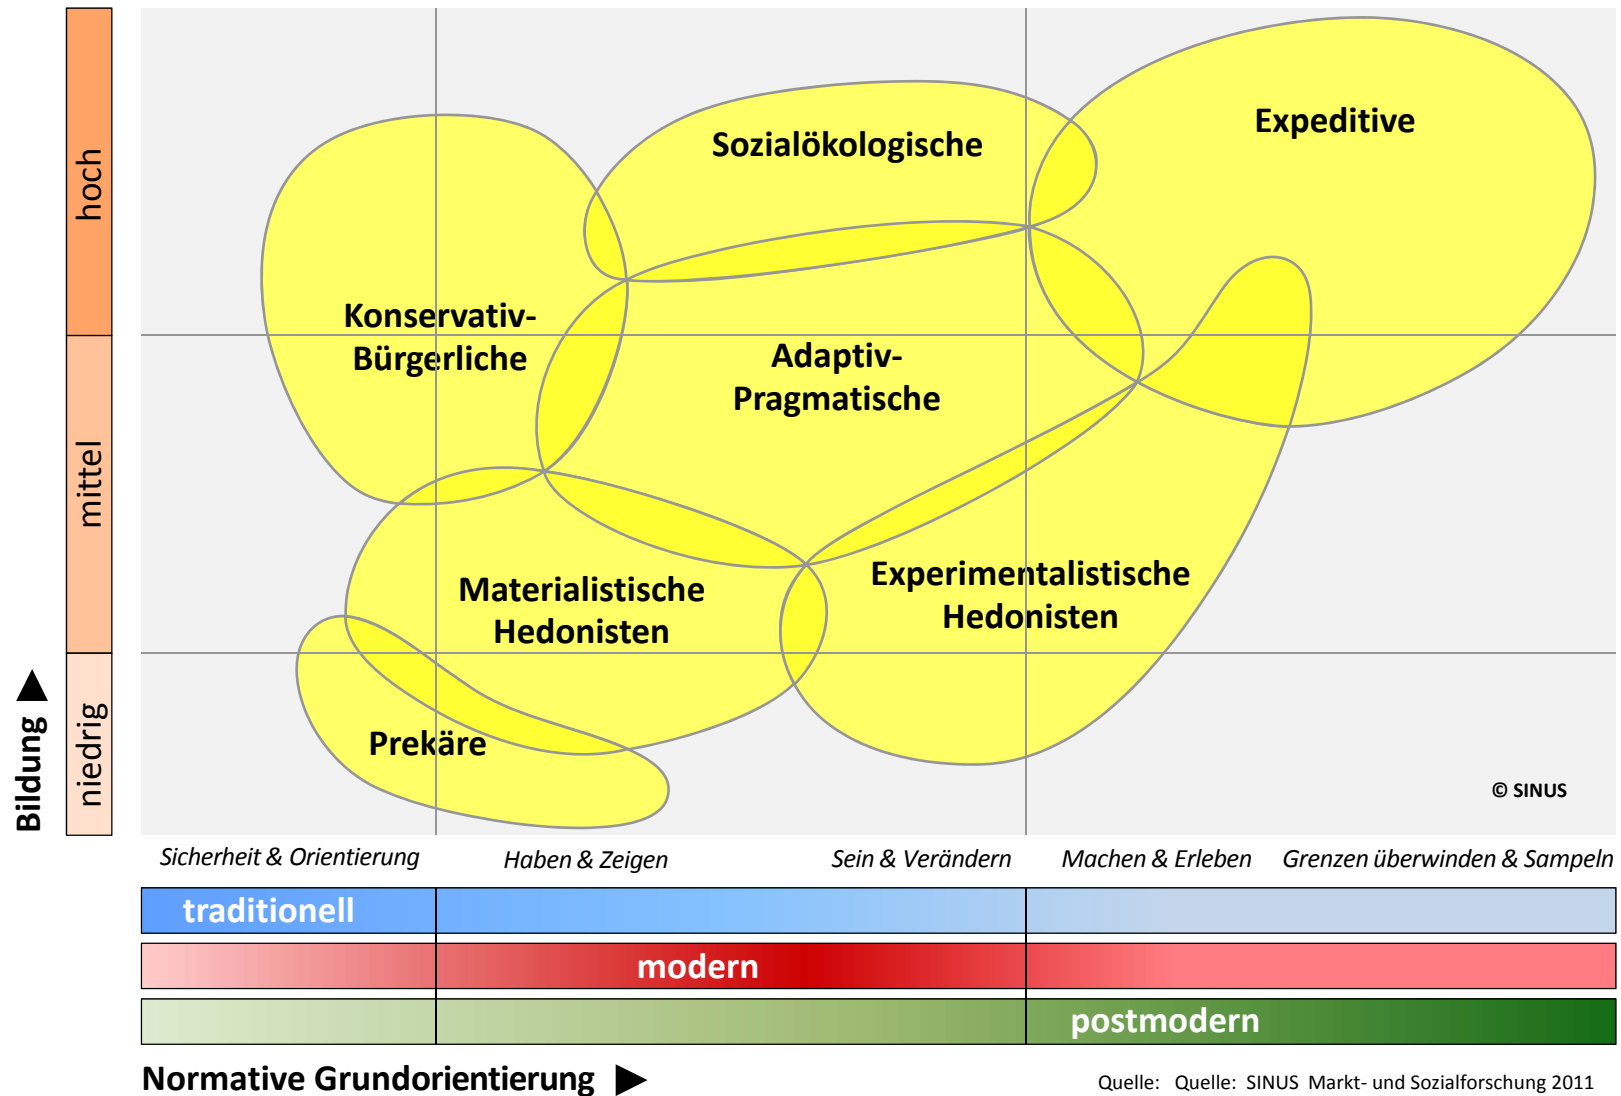 hoch
mittel
niedrig
Bildung ▲
Sozialökologische
Expeditive
Konservativ-
Bürgerliche
Adaptiv-
Pragmatische
Materialistische
Hedonisten
Experimentalistische
Hedonisten
Prekäre
© SINUS
Sicherheit & Orientierung
Haben & Zeigen
Sein & Verändern
Machen & Erleben
Grenzen überwinden & Sampeln
traditionell
modern
postmodern
Normative Grundorientierung ▶
Quelle: Quelle: SINUS Markt- und Sozialforschung 2011